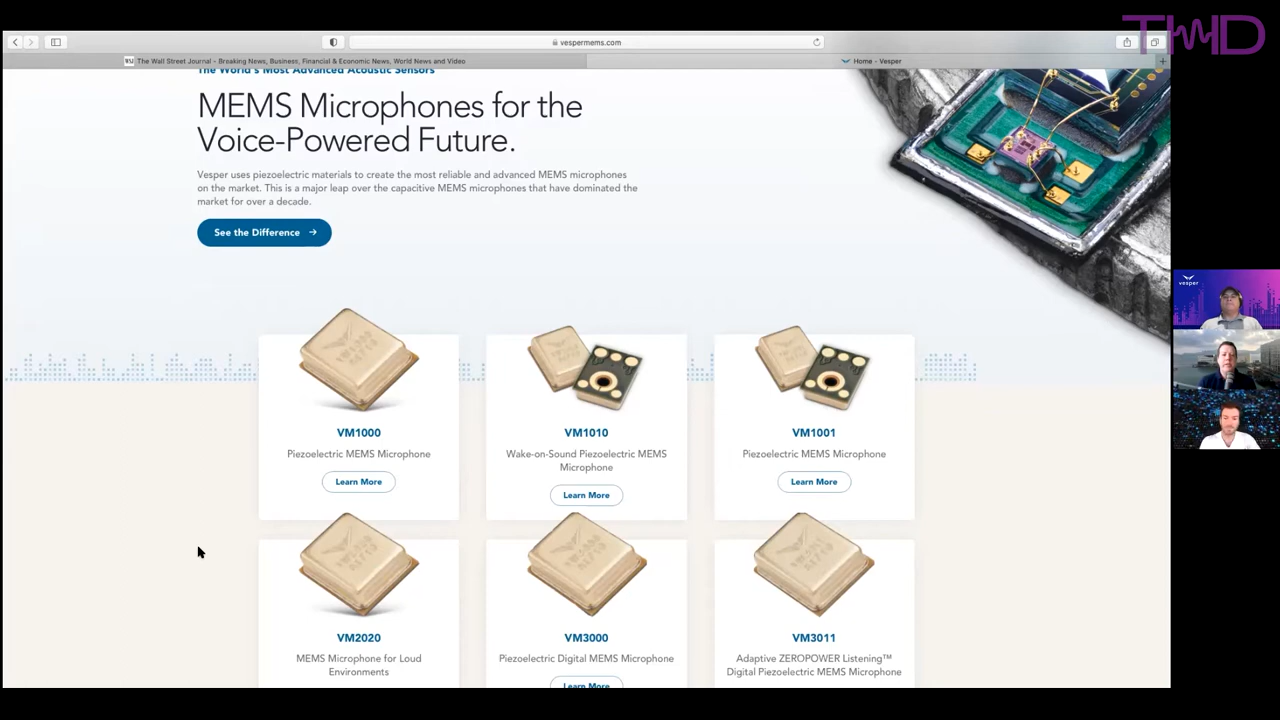 TWD
vespermems.com
The Wall Street Journal - Breaking News, Business, Financial & Economic News, World News and Video
Home - Vesper
The World's Most Advanced Acoustic Sensors
MEMS Microphones for the
Voice-Powered Future.
Vesper uses piezoelectric materials to create the most reliable and advanced MEMS microphones
on the market. This is a major leap over the capacitive MEMS microphones that have dominated the
market for over a decade.
See the Difference →
vesper
VM1000
Piezoelectric MEMS Microphone
Learn More
VM1010
Wake-on-Sound Piezoelectric MEMS
Microphone
Learn More
VM1001
Piezoelectric MEMS Microphone
Learn More
VM2020
MEMS Microphone for Loud
Environments
VM3000
Piezoelectric Digital MEMS Microphone
Learn More
VM3011
Adaptive ZEROPOWER Listening™
Digital Piezoelectric MEMS Microphone